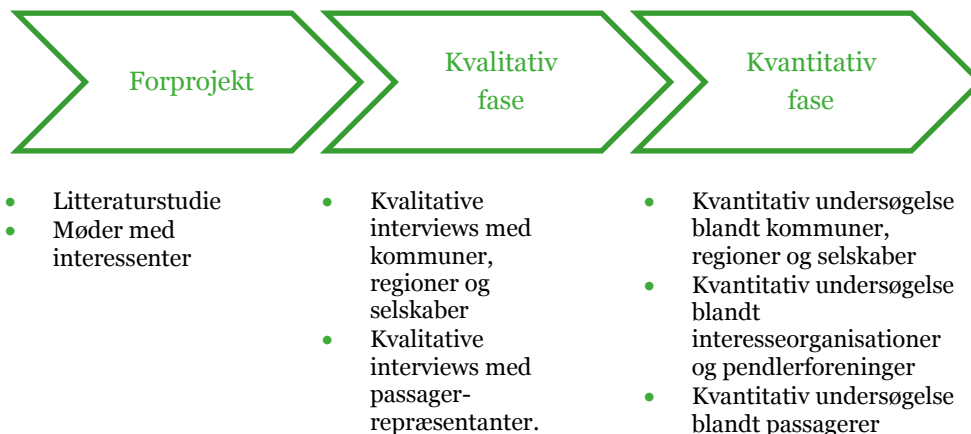 Forprojekt
Kvalitativ
fase
Kvantitativ
fase
• Litteraturstudie
• Møder med
interessenter
• Kvalitative
interviews med
kommuner,
regioner og
selskaber
• Kvalitative
interviews med
passager-
repræsentanter.
• Kvantitativ undersøgelse
blandt kommuner,
regioner og selskaber
• Kvantitativ undersøgelse
blandt
interesseorganisationer
og pendlerforeninger
• Kvantitativ undersøgelse
blandt passagerer